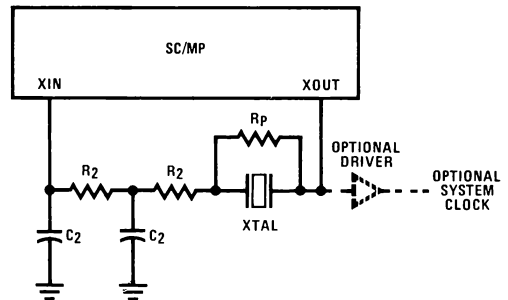 SC/MP
XIN
XOUT
RP
OPTIONAL
DRIVER
R2
R2
OPTIONAL
SYSTEM
CLOCK
XTAL
C2
C2